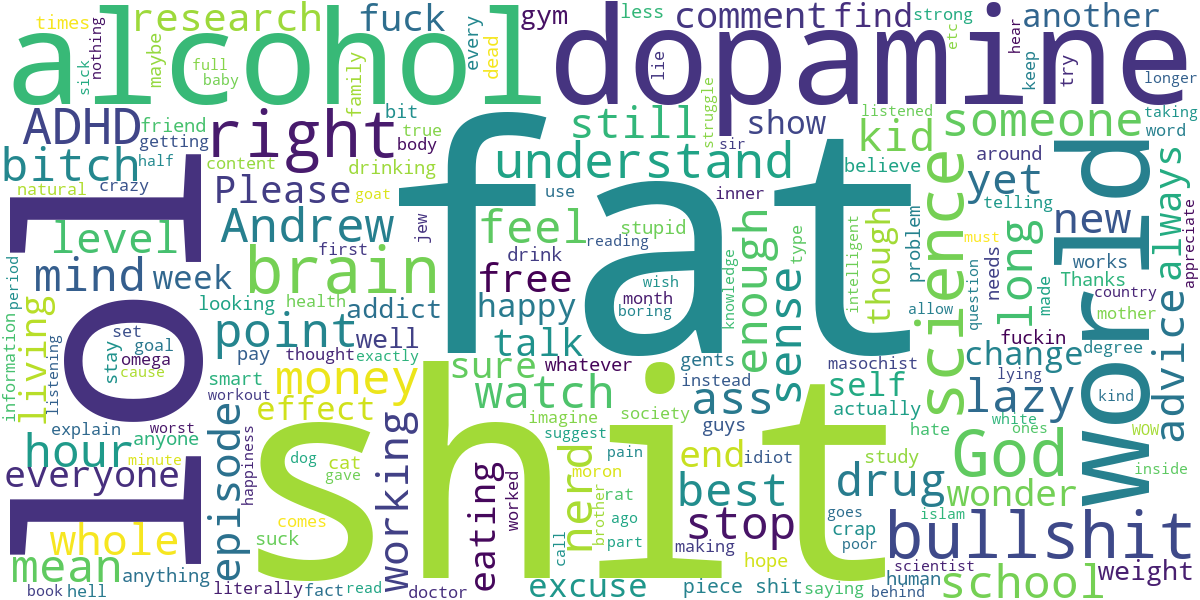 alcohol
dopamine
times
research
fuck
gym
less
comment
find
strong
another
sick
nothing
maybe
full
baby
family
every
dead
lie
etc
hear
keep
try
longer
ADHD
friend
getting
right
bit
true
body
still
struggle
show
sir
listened
kid
someone
taking
word
bitch
half
content
drinking
understand
believe
around
yet
telling
natural
crazy
Please
goat
fat
use
inner
science
world
always
appreciate
level
Andrew
jew
feel
reading
stupid
enough
type
though
intelligent
problem
must
long
new
lol
first
brain
drink
wish
knowledge
sense
question
needs
made
works
Thanks
mind
week
free
month
boring
allow
country
mother
period
looking
health
addict
happy
information
living
listening
set
stay
goal
omega
cause
point
well
talk
fuckin
change
degree
advice
pay
thought
exactly
sure
whatever
gents
masochist
lying
smart
money
watch
instead
self
lazy
kind
workout
effect
ass
actually
white
ones
WOW
explain
worst
anyone
hour
minute
episode
happiness
imagine
society
suggest
guys
hate
God
inside
everyone
dog
cat
gave
working
shit
eating
worked
nerd
moron
brother
pain
end
idiot
study
rat
best
drug
wonder
whole
comes
suck
call
ago
part
stop
goes
crap
poor
islam
bullshit
mean
anything
making
hope
scientist
human
school
weight
book
hell
literally
fact
read
doctor
excuse
piece shit
saying
behind